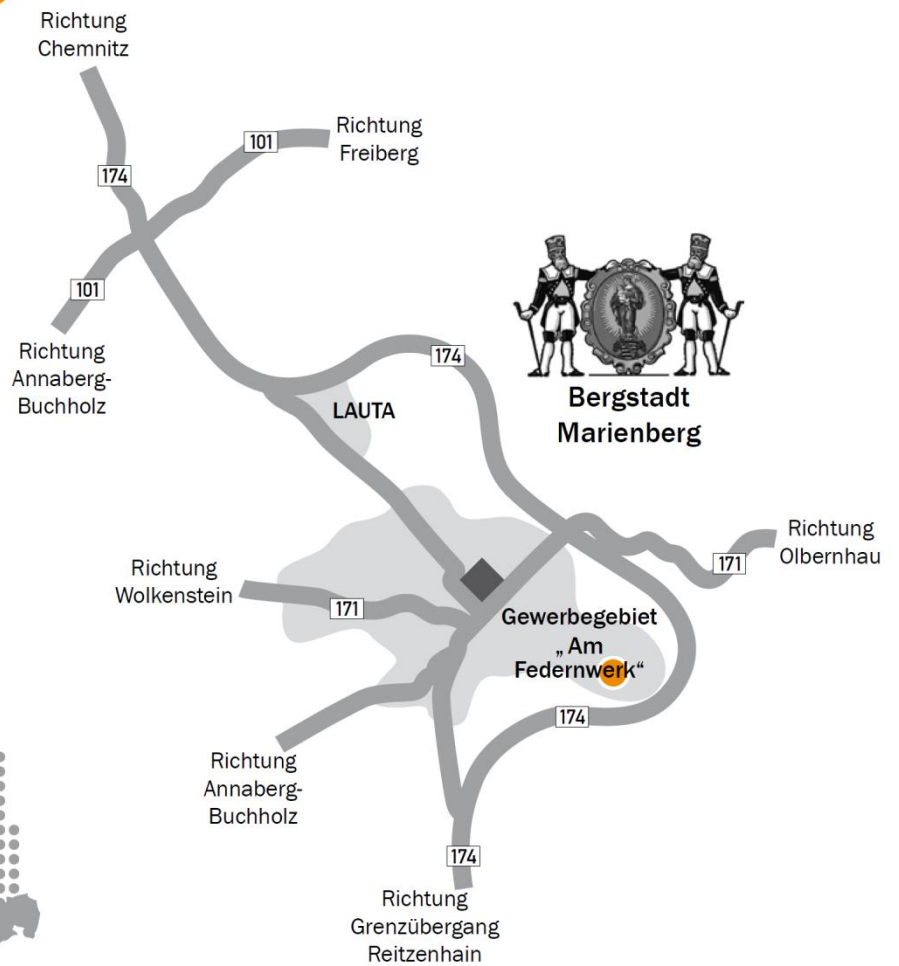 Richtung
Chemnitz
101
Richtung
Freiberg
174
101
Richtung
Annaberg-
Buchholz
174
LAUTA
Bergstadt
Marienberg
Richtung
Olbernhau
171
Richtung
Wolkenstein
171
Gewerbegebiet
„ Am
Federnwerk“
174
Richtung
Annaberg-
Buchholz
174
Richtung
Grenzübergang
Reitzenhain